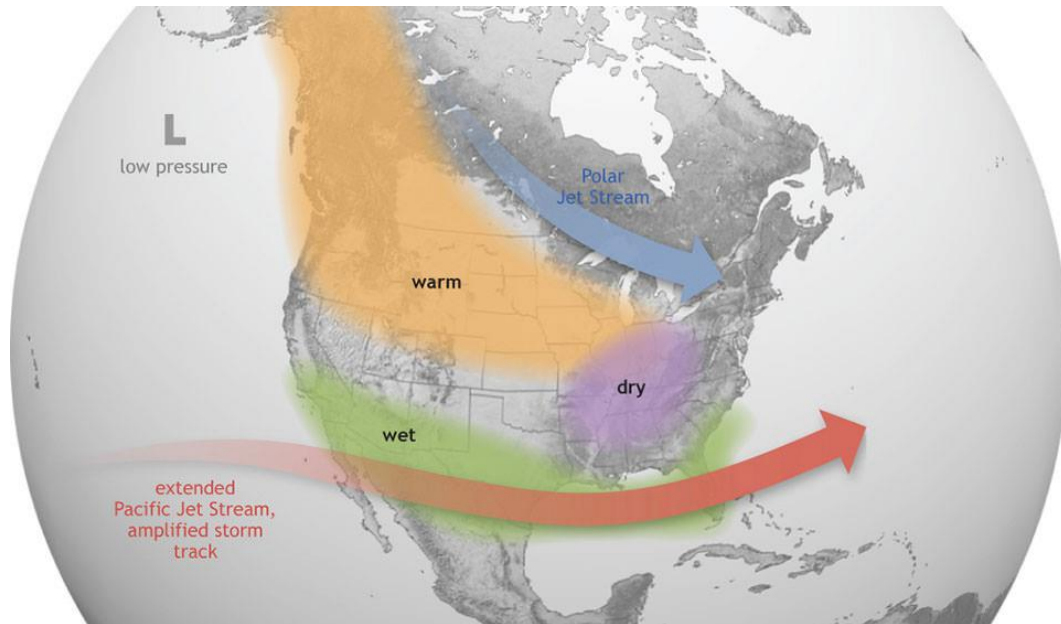 L
low pressure
Polar
Jet Stream
warm
dry
wet
extended
Pacific Jet Stream,
amplified storm
track